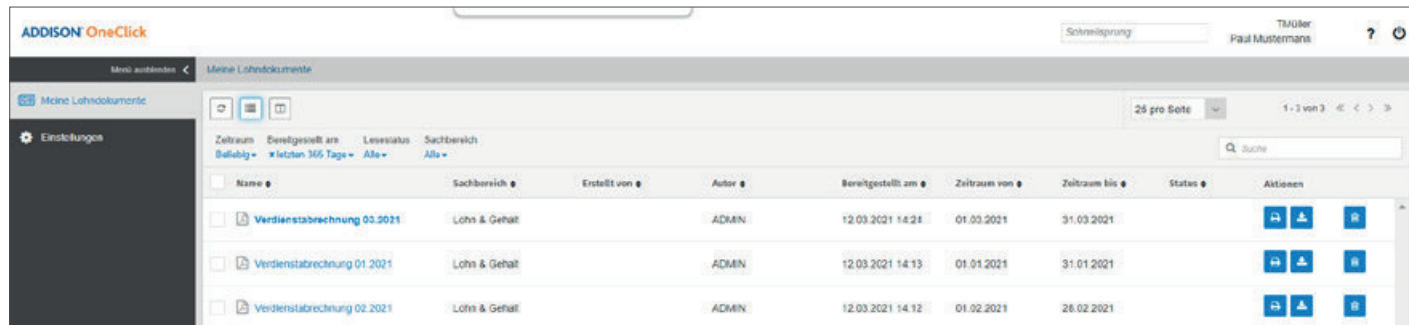 ADDISON OneClick
Schnellsprung
TMüller
Paul Mustermann
?
Menü ausblenden
Meine Lohndokumente
Meine Lohndokumente
25 pro Seite
1 - 3 von 3
Einstellungen
Zeitraum Bereitgestellt am Lesestatus Sachbereich
Beliebig letzten 365 Tage Alle Alle
Suche
Name Sachbereich Erstellt von Autor Bereitgestellt am Zeitraum von Zeitraum bis Status Aktionen
Verdienstabrechnung 03.2021 Lohn & Gehalt ADMIN 12.03.2021 14:21 01.03.2021 31.03.2021
Verdienstabrechnung 01.2021 Lohn & Gehalt ADMIN 12.03.2021 14:13 01.01.2021 31.01.2021
Verdienstabrechnung 02.2021 Lohn & Gehalt ADMIN 12.03.2021 14:12 01.02.2021 28.02.2021